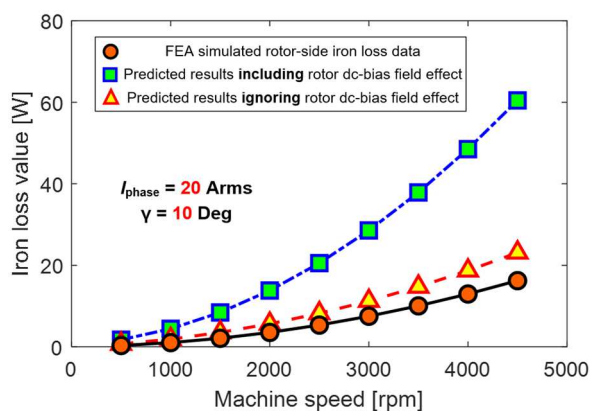 80
60
40
20
0
Iron loss value [W]
FEA simulated rotor-side iron loss data
Predicted results including rotor dc-bias field effect
Predicted results ignoring rotor dc-bias field effect
Iphase = 20 Arms
γ = 10 Deg
0 1000 2000 3000 4000 5000
Machine speed [rpm]